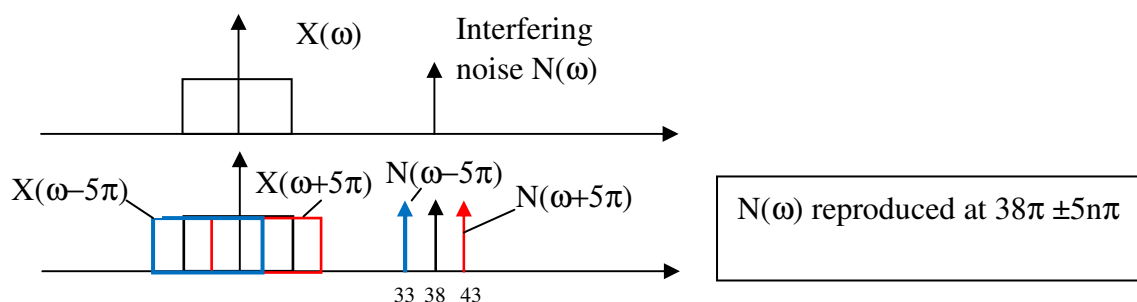 X(ω)
Interfering
noise N(ω)
X(ω−5π)
X(ω+5π)
N(ω−5π)
N(ω+5π)
33 38 43
N(ω) reproduced at 38π ±5nπ